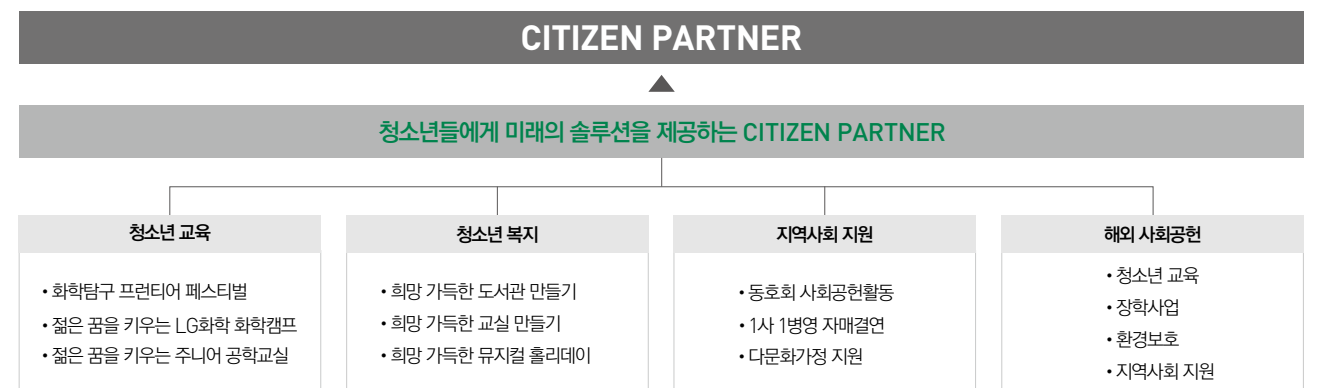 CITIZEN PARTNER
청소년들에게 미래의 솔루션을 제공하는 CITIZEN PARTNER
청소년 교육
• 화학탐구 프런티어 페스티벌
• 젊은 꿈을 키우는 LG화학 화학캠프
• 젊은 꿈을 키우는 주니어 공학교실
청소년 복지
• 희망 가득한 도서관 만들기
• 희망 가득한 교실 만들기
• 희망 가득한 뮤지컬 홀리데이
지역사회 지원
• 동호회 사회공헌활동
• 1사 1병영 자매결연
• 다문화가정 지원
해외 사회공헌
• 청소년 교육
• 장학사업
• 환경보호
• 지역사회 지원